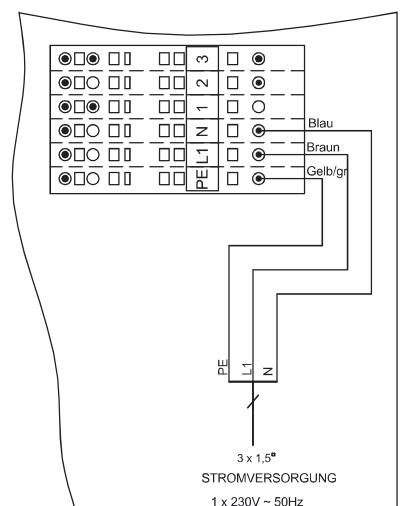 3
2
1
N
L1
PE
Blau
Braun
Gelb/gr
PE
L1
N
3 x 1,5
STROMVERSORGUNG
1 x 230V ~ 50Hz